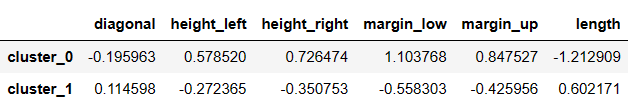 diagonal height_left height_right margin_low margin_up length
cluster_0 -0.195963 0.578520 0.726474 1.103768 0.847527 -1.212909
cluster_1 0.114598 -0.272365 -0.350753 -0.558303 -0.425956 0.602171